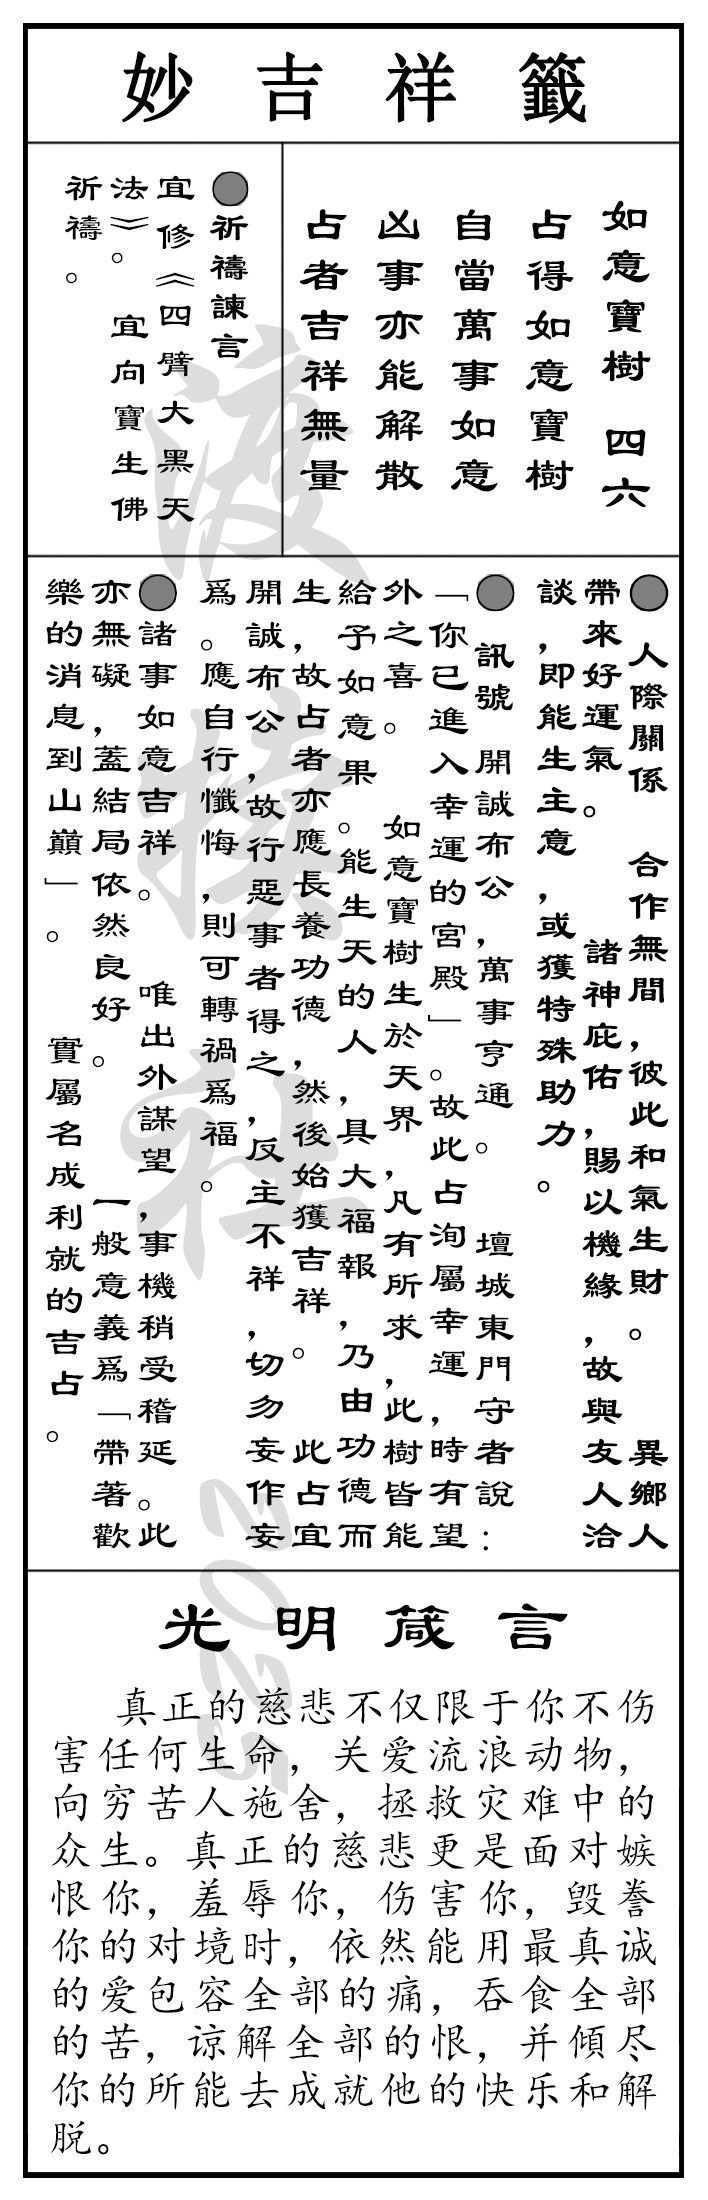 妙吉祥籤
如意寶樹 四六
占得如意寶樹
自當萬事如意
凶事亦能解散
占者吉祥無量
●祈禱諫言
宜修《四臂大黑天
法》。 宜向寶生佛
祈禱。
● 人際關係 合作無間，彼此和氣生財。 異鄉人
帶來好運氣。 諸神庇佑，賜以機緣，故與友人洽
談，即能生主意，或獲特殊助力。
● 訊號 開誠布公，萬事亨通。 壇城東門守者說：
「你已進入幸運的宮殿」。故此占洵屬幸運，時有望
外之喜。 如意寶樹生於天界，凡有所求，此樹皆能
給予如意果。能生天的人，具大福報，乃由功德而
生，故占者亦應長養功德，然後始獲吉祥。 此占宜
開誠布公，故行惡事者得之，反主不祥，切勿妄作妄
爲。應自行懺悔，則可轉禍爲福。
●諸事如意吉祥。 唯出外謀望，事機稍受稽延。此
亦無礙，蓋結局依然良好。 一般意義爲「帶著歡
樂的消息到山巔」。 實屬名成利就的吉占。
光明箴言
真正的慈悲不仅限于你不伤
害任何生命，关爱流浪动物，
向穷苦人施舍，拯救灾难中的
众生。真正的慈悲更是面对嫉
恨你，羞辱你，伤害你，毁誊
你的对境时，依然能用最真诚
的爱包容全部的痛，吞食全部
的苦，谅解全部的恨，并倾尽
你的所能去成就他的快乐和解
脱。
渡 社 2025